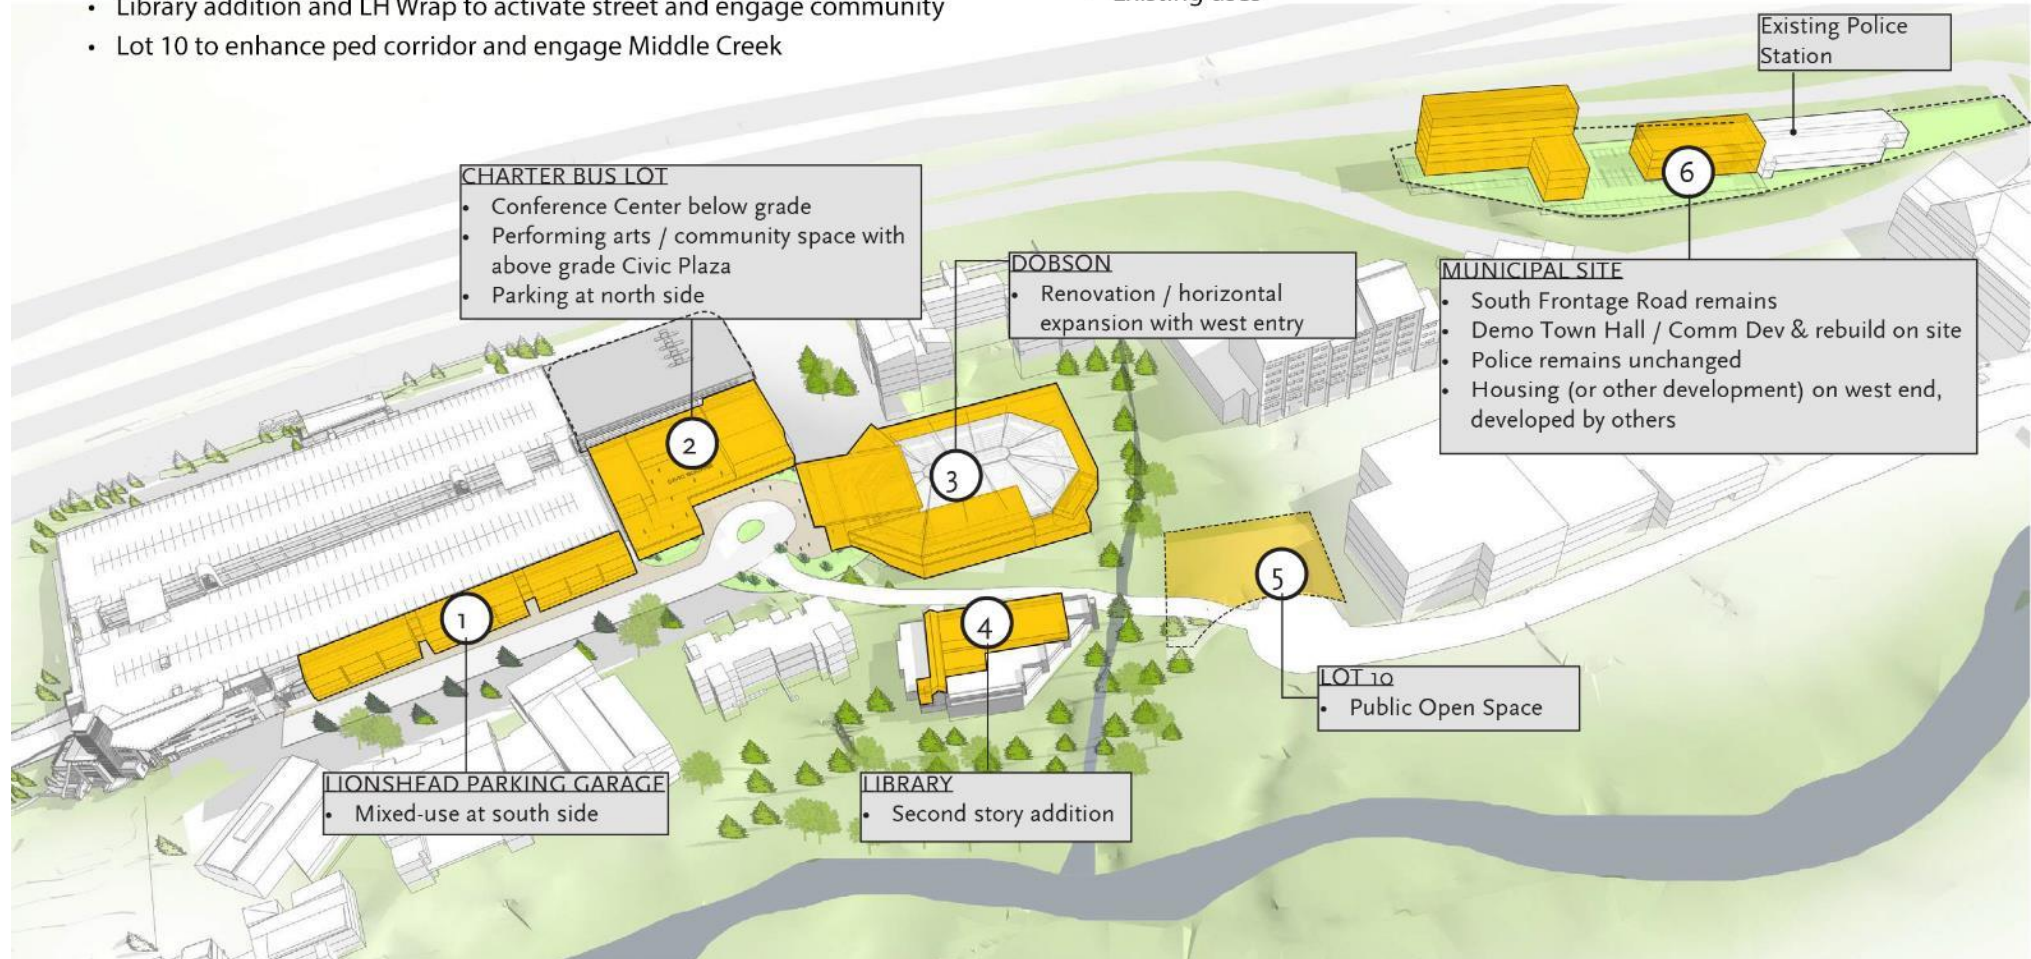 • Library addition and LH Wrap to activate street and engage community
• Lot 10 to enhance ped corridor and engage Middle Creek
Existing uses
Existing Police
Station
CHARTER BUS LOT
• Conference Center below grade
• Performing arts / community space with
above grade Civic Plaza
• Parking at north side
DOBSON
• Renovation / horizontal
expansion with west entry
MUNICIPAL SITE
• South Frontage Road remains
• Demo Town Hall / Comm Dev & rebuild on site
• Police remains unchanged
• Housing (or other development) on west end,
developed by others
6
2
3
5
1
4
LOT 10
• Public Open Space
LIONSHEAD PARKING GARAGE
• Mixed-use at south side
LIBRARY
• Second story addition